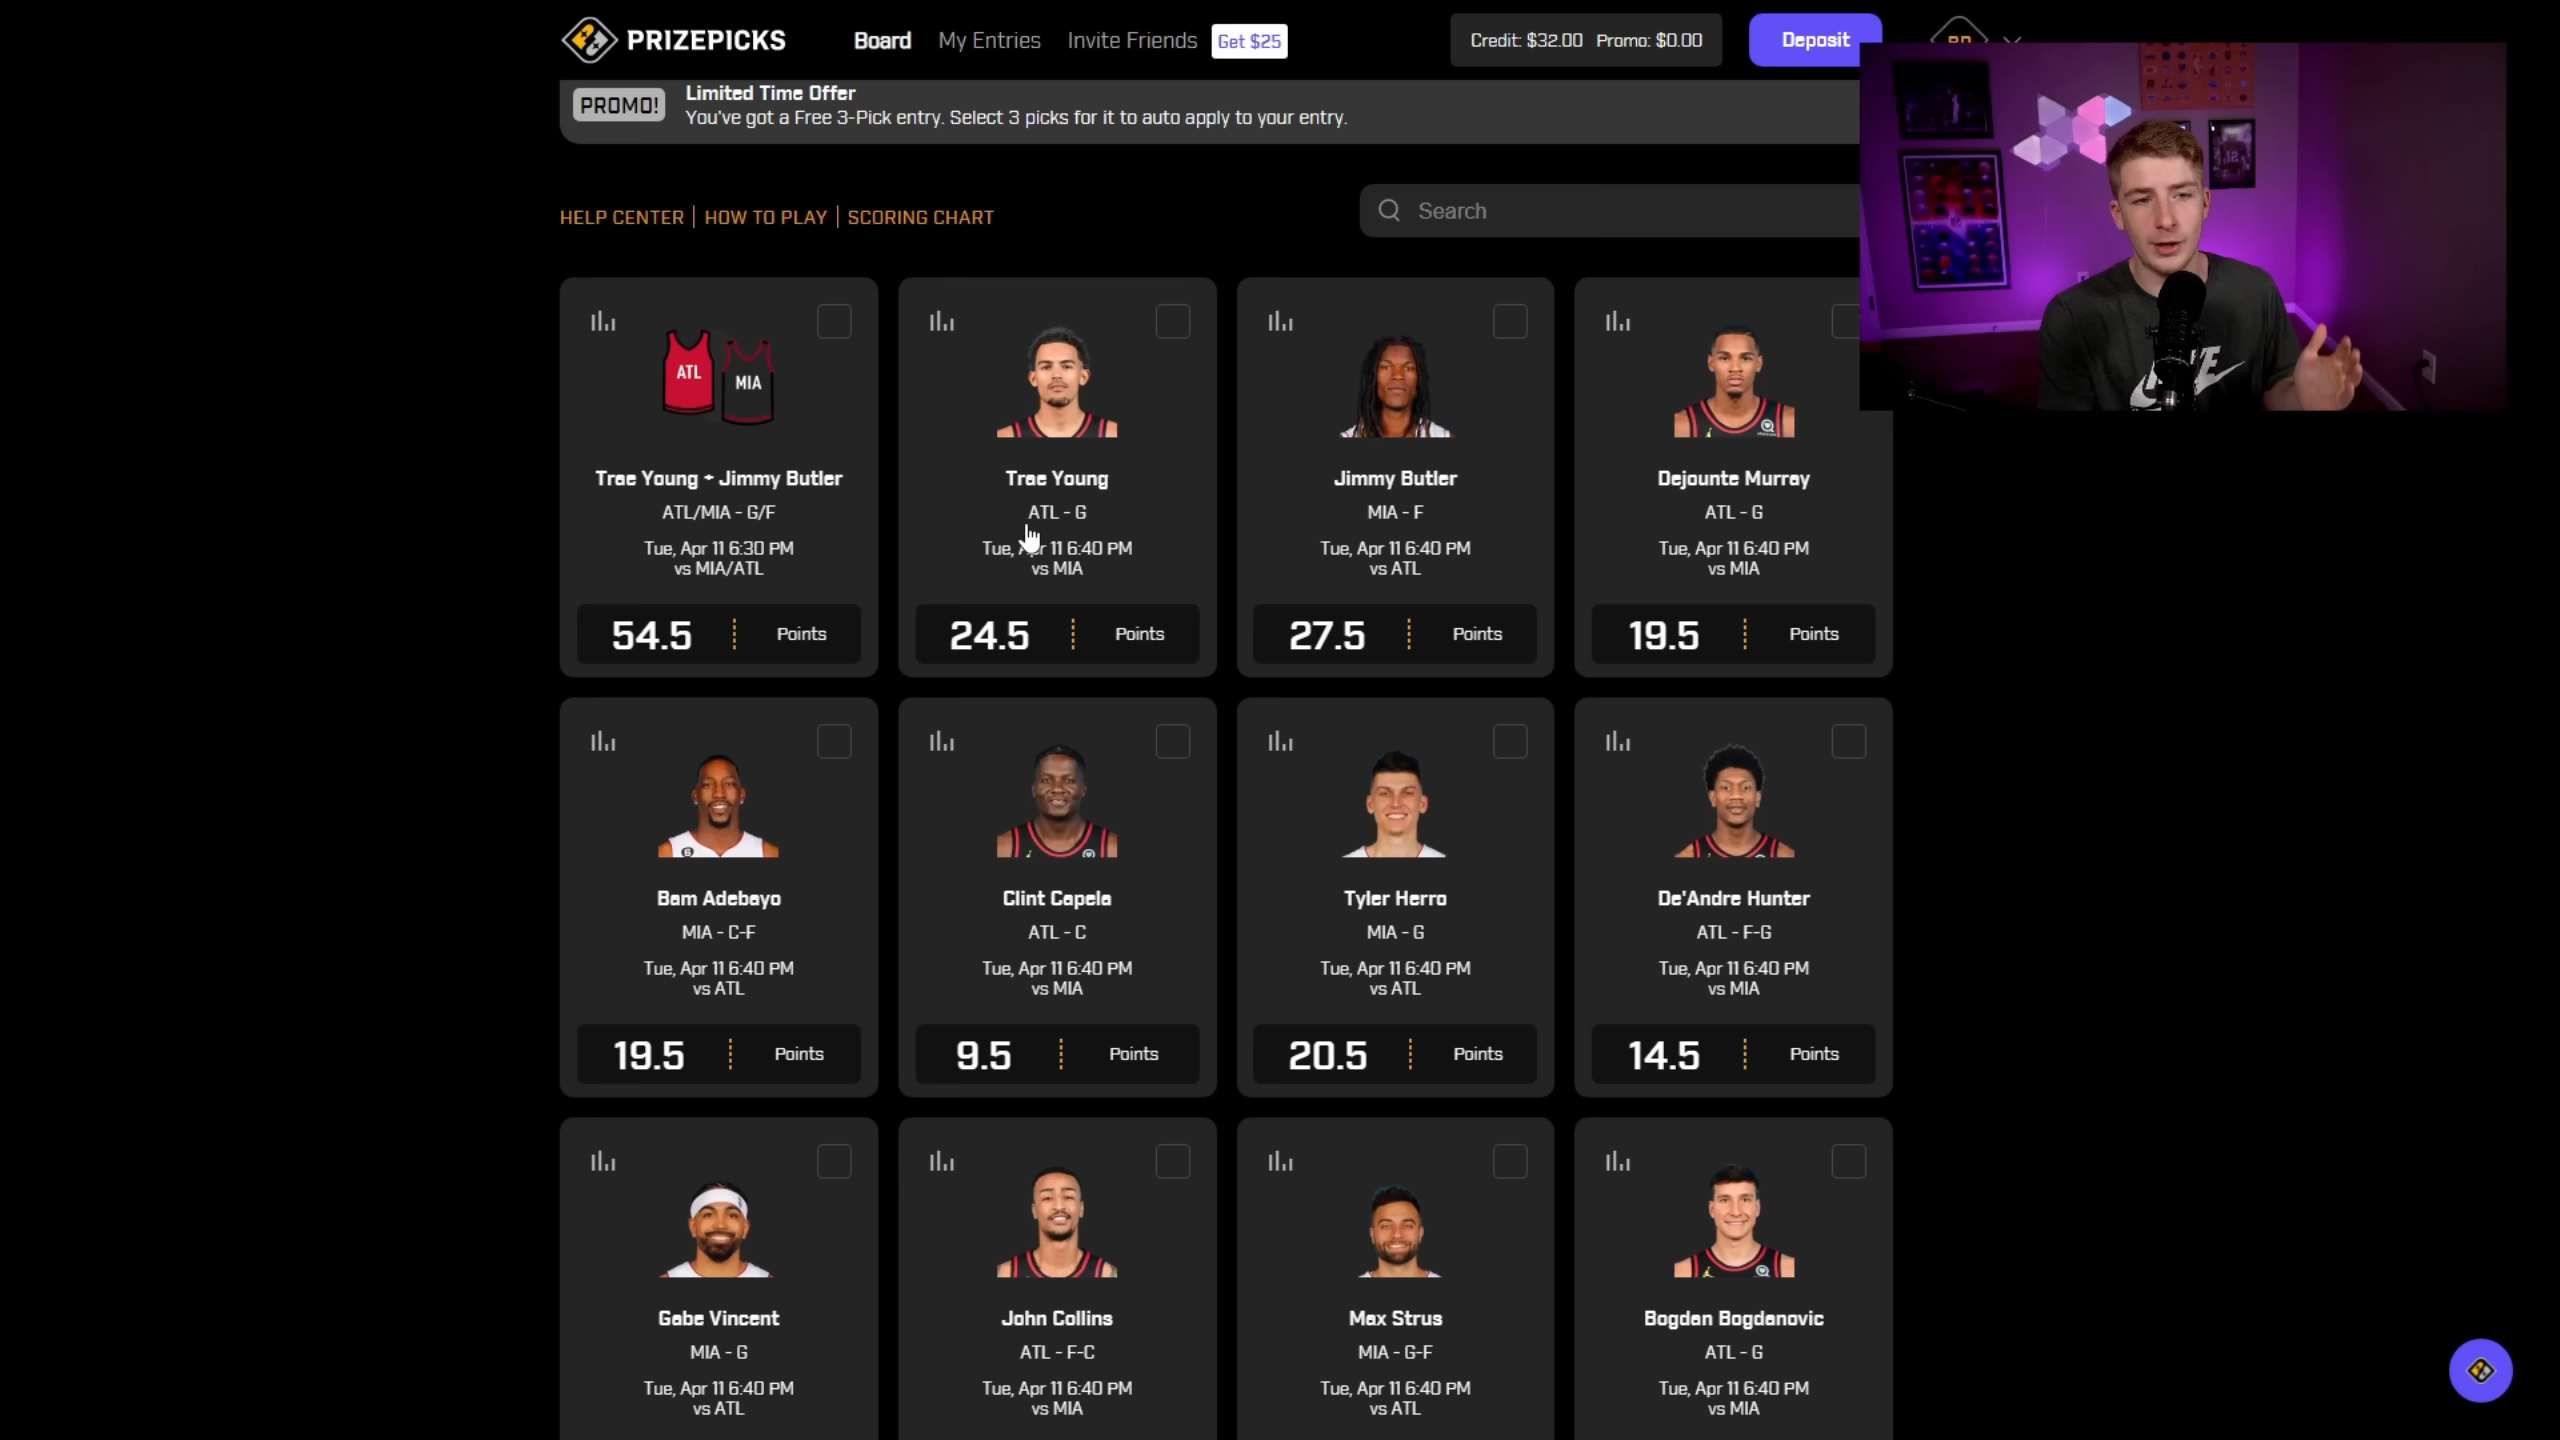 PRIZEPICKS
Board
My Entries
Invite Friends
Get $25
Credit: $32.00 Promo: $0.00
Deposit
PROMO!
Limited Time Offer
You've got a Free 3-Pick entry. Select 3 picks for it to auto apply to your entry.
HELP CENTER | HOW TO PLAY | SCORING CHART
Search
ATL
MIA
Trae Young + Jimmy Butler
ATL/MIA - G/F
Tue, Apr 11 6:30 PM
vs MIA/ATL
54.5 Points
Trae Young
ATL - G
Tue, Apr 11 6:40 PM
vs MIA
24.5 Points
Jimmy Butler
MIA - F
Tue, Apr 11 6:40 PM
vs ATL
27.5 Points
Dejounte Murray
ATL - G
Tue, Apr 11 6:40 PM
vs MIA
19.5 Points
Bam Adebayo
MIA - C-F
Tue, Apr 11 6:40 PM
vs ATL
19.5 Points
Clint Capela
ATL - C
Tue, Apr 11 6:40 PM
vs MIA
9.5 Points
Tyler Herro
MIA - G
Tue, Apr 11 6:40 PM
vs ATL
20.5 Points
De'Andre Hunter
ATL - F-G
Tue, Apr 11 6:40 PM
vs MIA
14.5 Points
Gabe Vincent
MIA - G
Tue, Apr 11 6:40 PM
vs ATL
John Collins
ATL - F-C
Tue, Apr 11 6:40 PM
vs MIA
Max Strus
MIA - G-F
Tue, Apr 11 6:40 PM
vs ATL
Bogdan Bogdanovic
ATL - G
Tue, Apr 11 6:40 PM
vs MIA